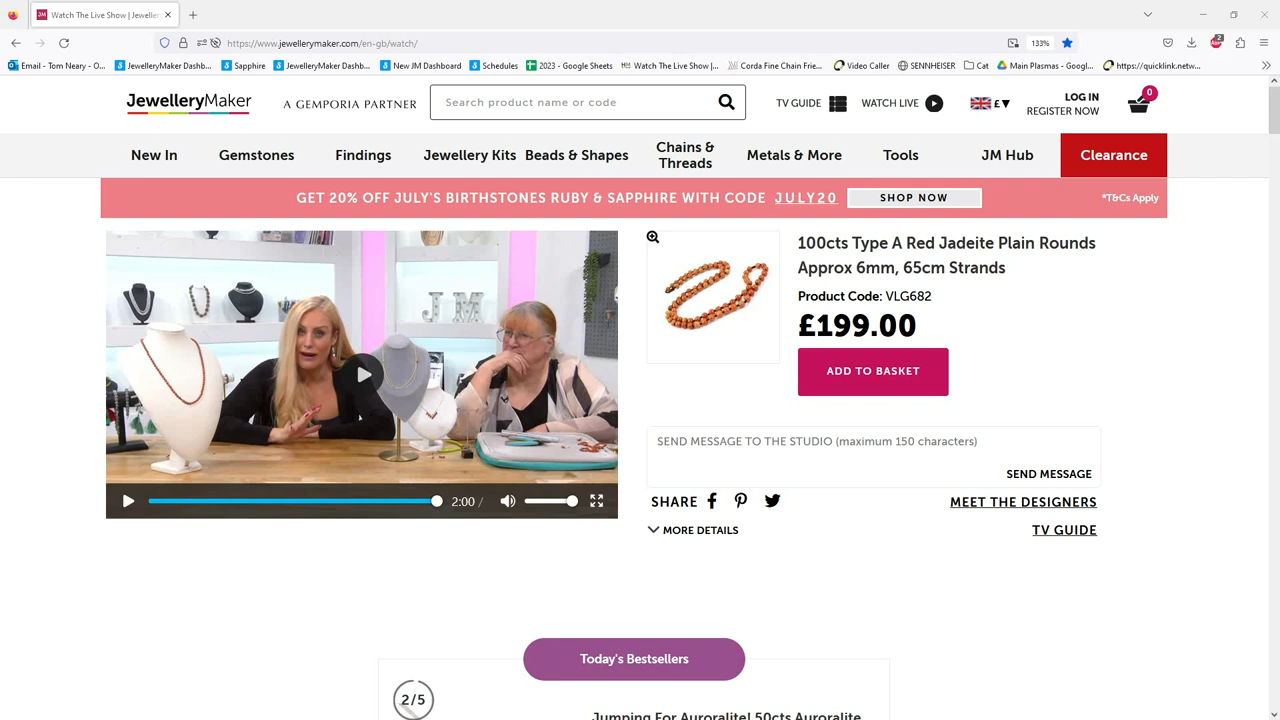 Watch The Live Show | Jeweller
https://www.jewellerymaker.com/en-gb/watch/
133%
2
Email - Tom Neary - O...
JewelleryMaker Dashb...
Sapphire
JewelleryMaker Dashb...
New JM Dashboard
Schedules
2023 - Google Sheets
Watch The Live Show |...
Corda Fine Chain Frie...
Video Caller
SENNHEISER
Cat
Main Plasmas - Googl...
https://quicklink.netw...
JewelleryMaker
A GEMPORIA PARTNER
Search product name or code
TV GUIDE
WATCH LIVE
£
LOG IN
REGISTER NOW
0
New In
Gemstones
Findings
Jewellery Kits
Beads & Shapes
Chains &
Threads
Metals & More
Tools
JM Hub
Clearance
GET 20% OFF JULY'S BIRTHSTONES RUBY & SAPPHIRE WITH CODE JULY20
SHOP NOW
*T&Cs Apply
JM
2:00 /
100cts Type A Red Jadeite Plain Rounds
Approx 6mm, 65cm Strands
Product Code: VLG682
£199.00
ADD TO BASKET
SEND MESSAGE TO THE STUDIO (maximum 150 characters)
SEND MESSAGE
SHARE
MEET THE DESIGNERS
MORE DETAILS
TV GUIDE
Today's Bestsellers
2/5
Jumping For Auroralite! 50cts Auroralite